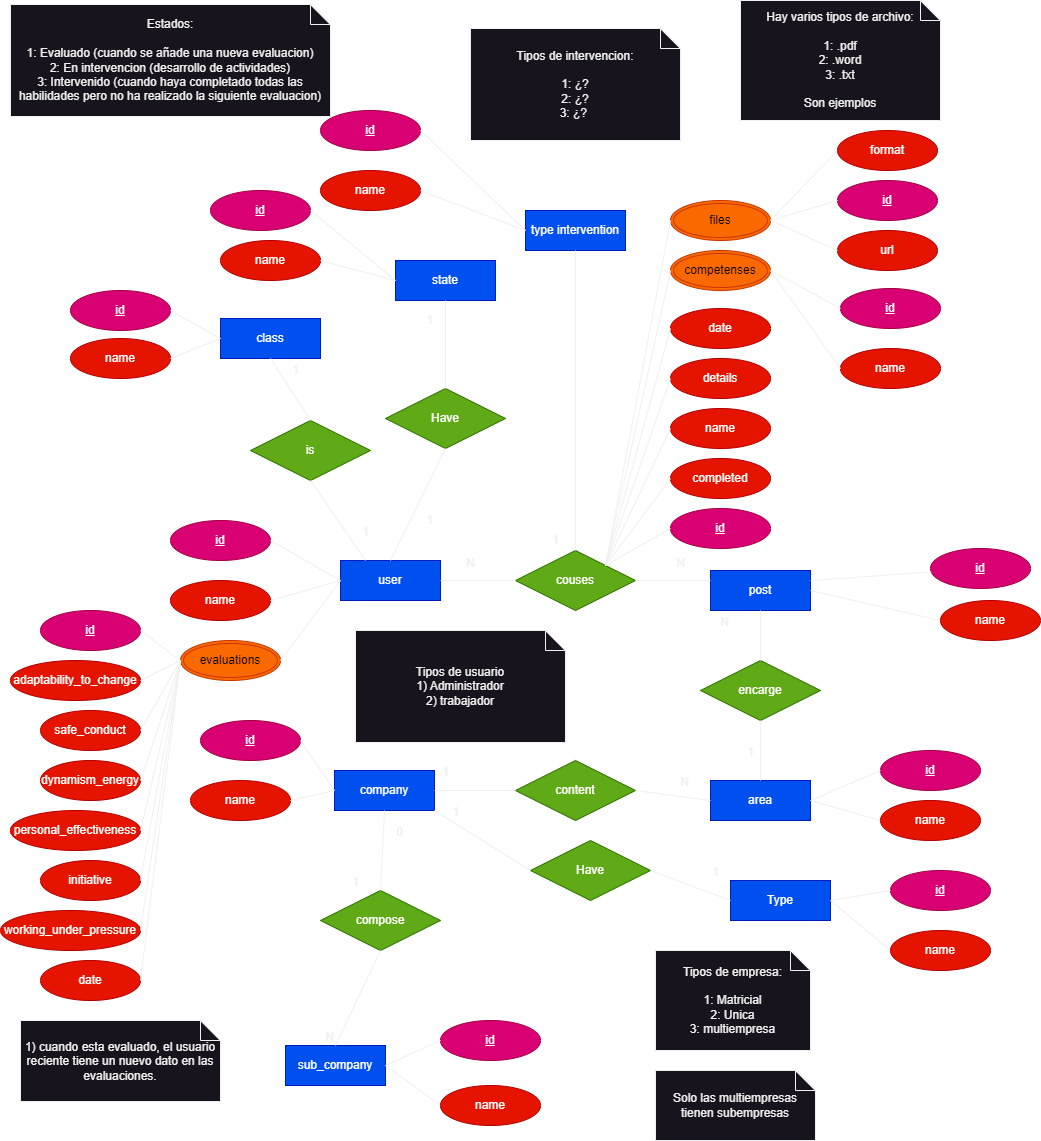 Estados:
1: Evaluado (cuando se añade una nueva evaluacion)
2: En intervencion (desarrollo de actividades)
3: Intervenido (cuando haya completado todas las
habilidades pero no ha realizado la siguiente evaluacion)
Tipos de intervencion:
1: ¿?
2: ¿?
3: ¿?
Hay varios tipos de archivo:
1: .pdf
2: .word
3: .txt
Son ejemplos
id
name
type intervention
id
name
state
1
id
name
class
1
files
competenses
date
details
name
completed
id
format
id
url
id
name
is
Have
1
1
id
name
evaluations
user
N
1
couses
N
post
id
name
N
encarge
1
id
adaptability_to_change
safe_conduct
dynamism_energy
personal_effectiveness
initiative
working_under_pressure
date
Tipos de usuario
1) Administrador
2) trabajador
id
name
company
1
content
N
area
id
name
1
Have
1
Type
id
name
0
1
compose
N
sub_company
id
name
Tipos de empresa:
1: Matricial
2: Unica
3: multiempresa
Solo las multiempresas
tienen subempresas
1) cuando esta evaluado, el usuario
reciente tiene un nuevo dato en las
evaluaciones.